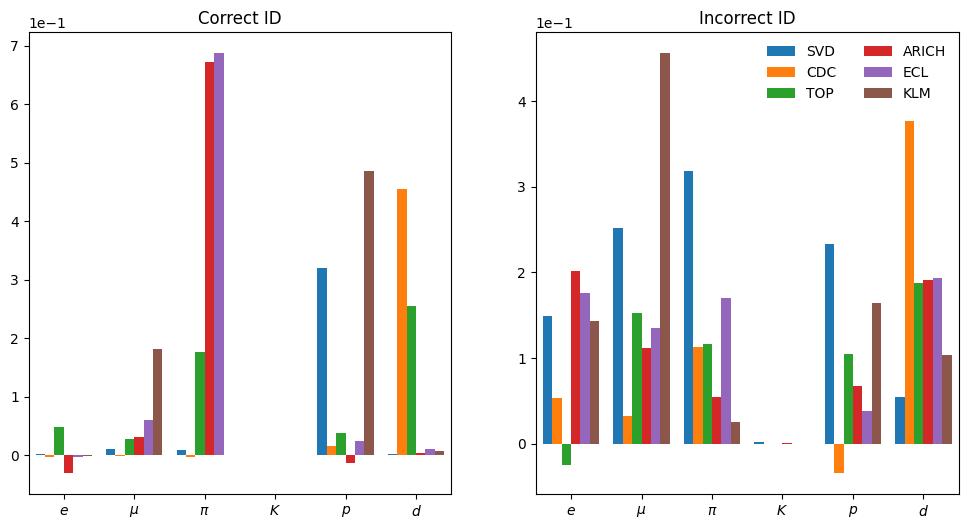 Correct ID
1e−1
7
6
5
4
3
2
1
0
e μ π K p d
Incorrect ID
1e−1
4
3
2
1
0
SVD ARICH
CDC ECL
TOP KLM
e μ π K p d